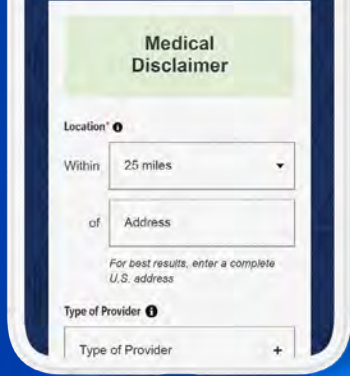 Medical
Disclaimer
Location*
Within 25 miles
of Address
For best results, enter a complete
U.S. address
Type of Provider
Type of Provider +